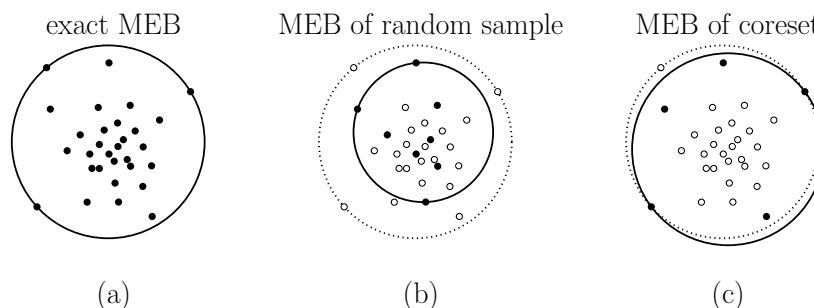 exact MEB
MEB of random sample
MEB of coreset
(a)
(b)
(c)